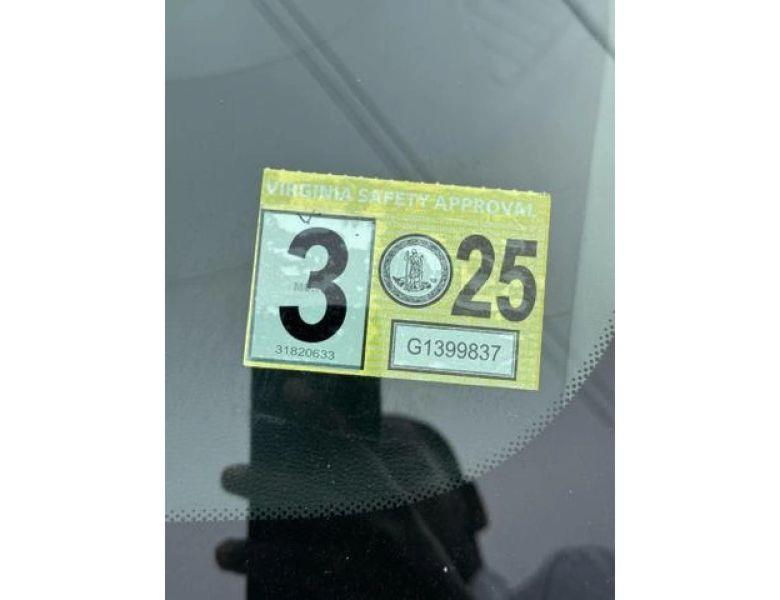 VIRGINIA SAFETY APPROVAL
3
25
31820633
G1399837